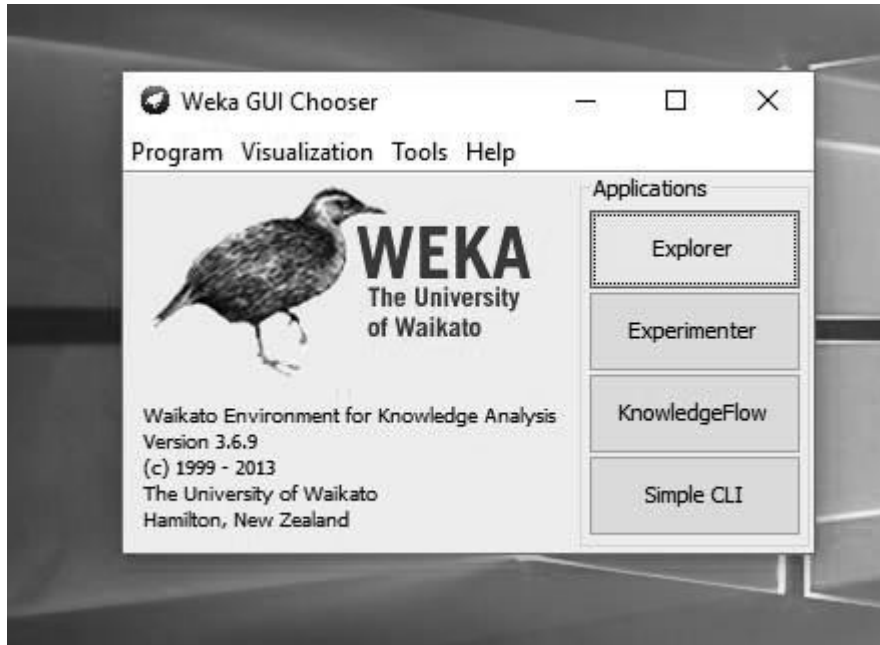 Weka GUI Chooser
Program Visualization Tools Help
WEKA
The University
of Waikato
Waikato Environment for Knowledge Analysis
Version 3.6.9
(c) 1999 - 2013
The University of Waikato
Hamilton, New Zealand
Applications
Explorer
Experimenter
KnowledgeFlow
Simple CLI